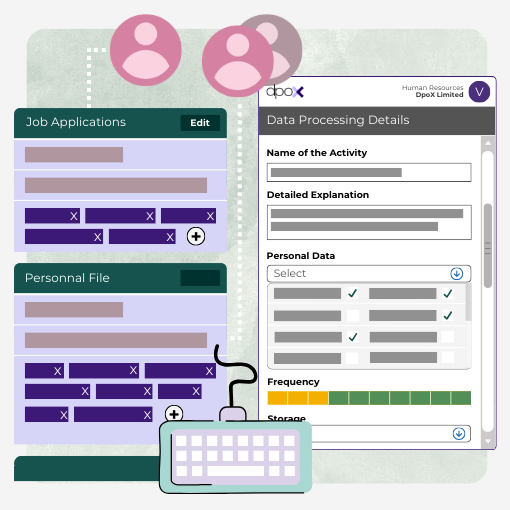 dpox
Human Resources
DpoX Limited
V
Job Applications
Edit
Data Processing Details
Name of the Activity
Detailed Explanation
X
X
X
X
X
Personal Data
Select
Personnal File
X
X
X
X
X
X
Frequency
X
X
Storage